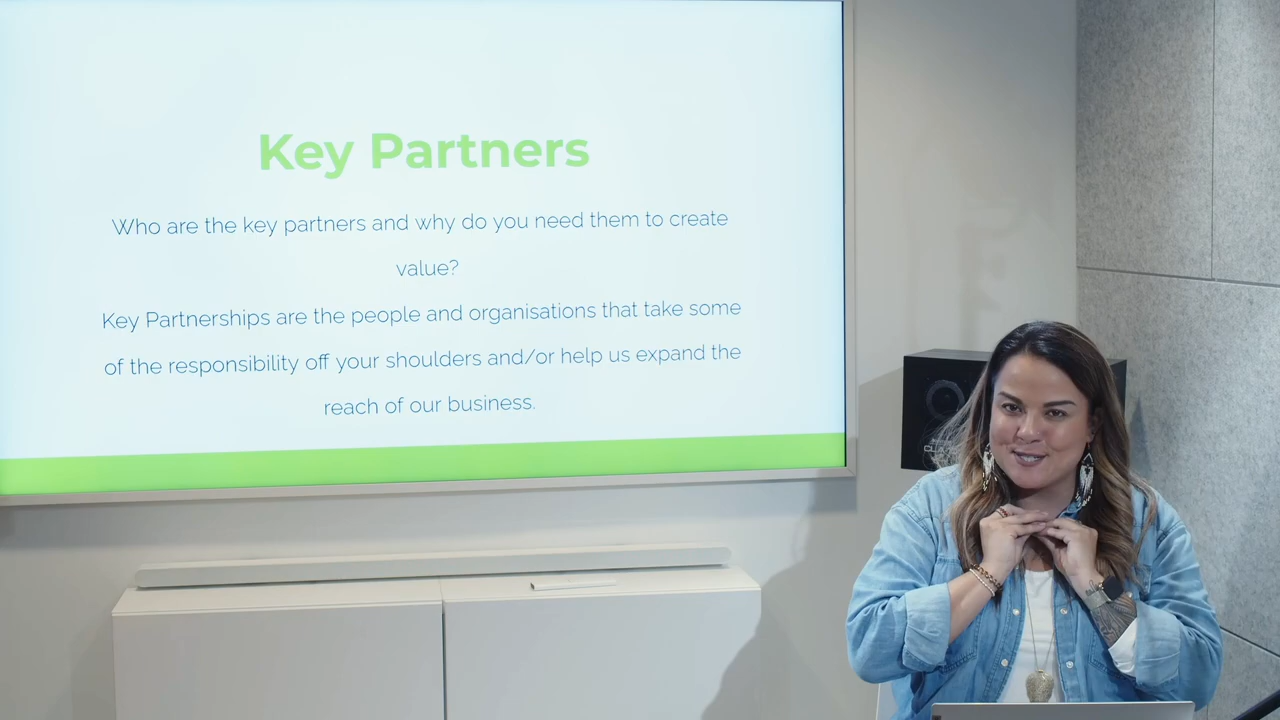 Key Partners
Who are the key partners and why do you need them to create
value?
Key Partnerships are the people and organisations that take some
of the responsibility off your shoulders and/or help us expand the
reach of our business.